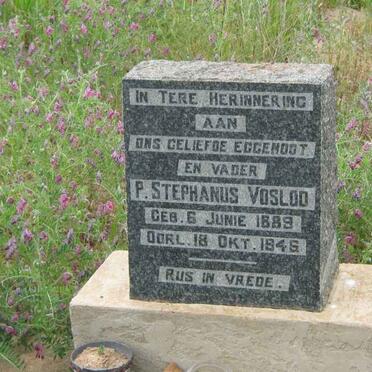 IN TERE HERINNERING
AAN
ONS GELIEFDE EGGENOOT
EN VADER
P. STEPHANUS VOSLOO
GEB. 6 JUNIE 1889
OORL. 18 OKT. 1946
RUS IN VREDE.